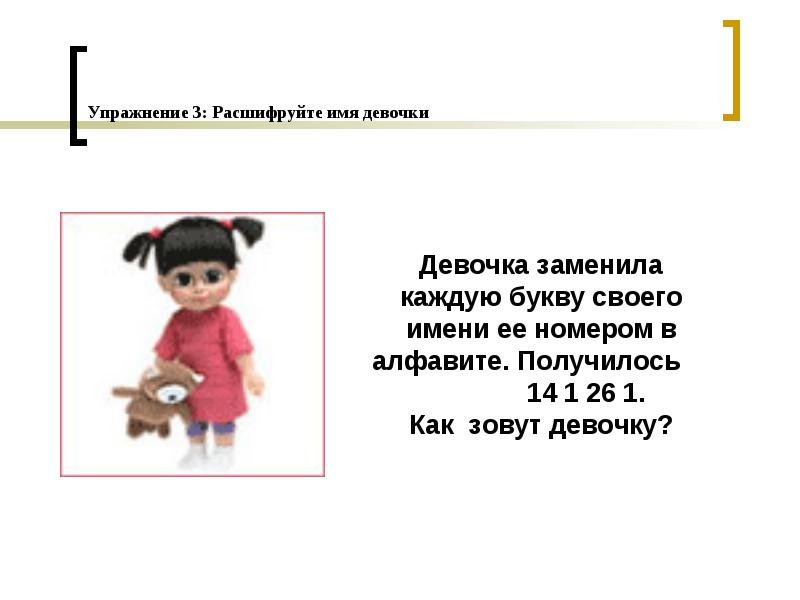 Упражнение 3: Расшифруйте имя девочки
Девочка заменила
каждую букву своего
имени ее номером в
алфавите. Получилось
14 1 26 1.
Как зовут девочку?